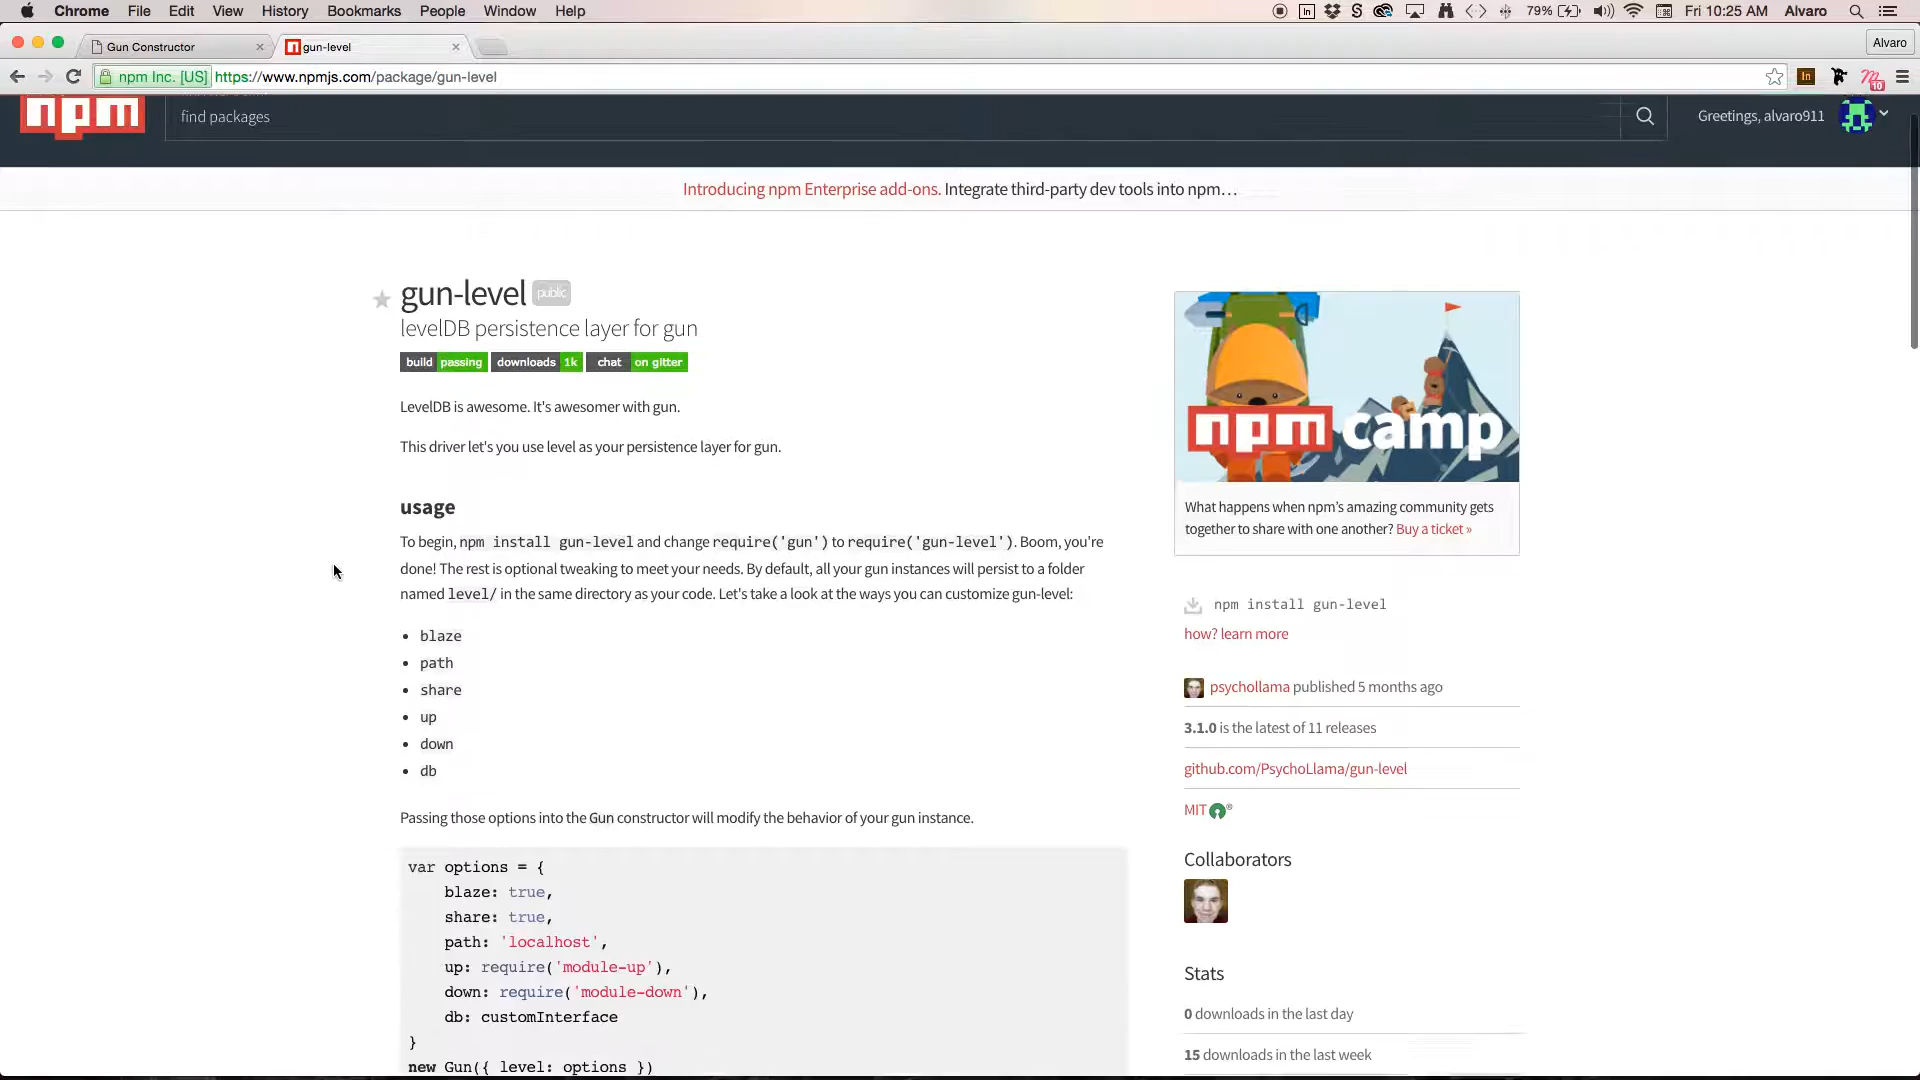 Chrome File Edit View History Bookmarks People Window Help 79% Fri 10:25 AM Alvaro
Gun Constructor gun-level Alvaro
npm Inc. [US] https://www.npmjs.com/package/gun-level In 10
npm find packages Greetings, alvaro911
Introducing npm Enterprise add-ons. Integrate third-party dev tools into npm…
gun-level public
levelDB persistence layer for gun
build passing downloads 1k chat on gitter
LevelDB is awesome. It's awesomer with gun.
This driver let's you use level as your persistence layer for gun.
usage
To begin, npm install gun-level and change require('gun') to require('gun-level'). Boom, you're
done! The rest is optional tweaking to meet your needs. By default, all your gun instances will persist to a folder
named level/ in the same directory as your code. Let's take a look at the ways you can customize gun-level:
• blaze
• path
• share
• up
• down
• db
Passing those options into the Gun constructor will modify the behavior of your gun instance.
var options = {
blaze: true,
share: true,
path: 'localhost',
up: require('module-up'),
down: require('module-down'),
db: customInterface
}
new Gun({ level: options })
npm camp
What happens when npm’s amazing community gets
together to share with one another? Buy a ticket »
npm install gun-level
how? learn more
psychollama published 5 months ago
3.1.0 is the latest of 11 releases
github.com/PsychoLlama/gun-level
MIT ®
Collaborators
Stats
0 downloads in the last day
15 downloads in the last week